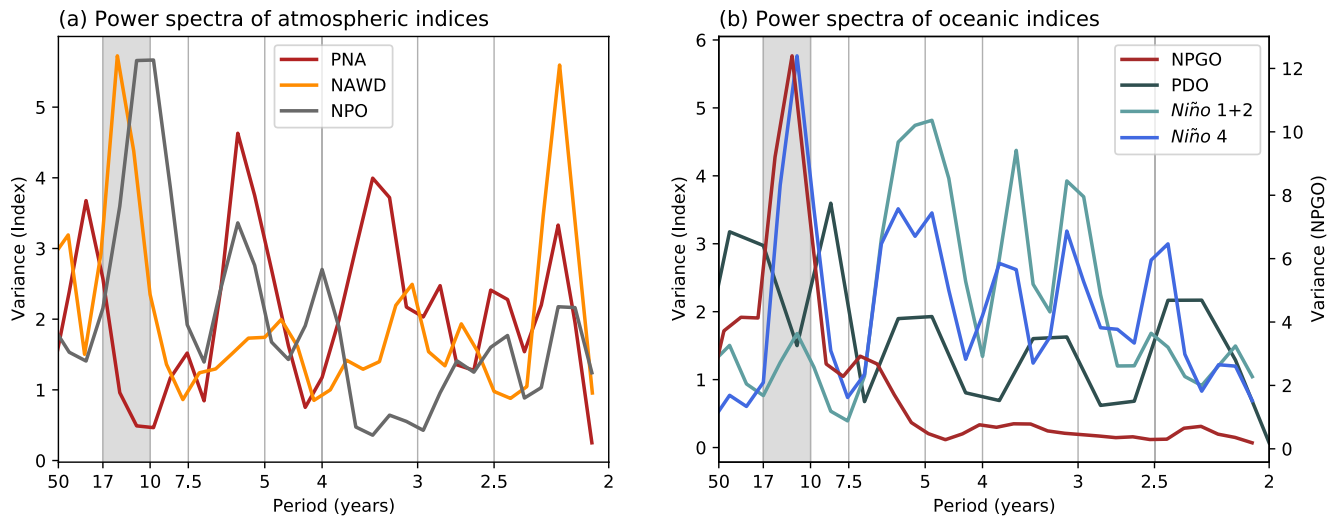 (a) Power spectra of atmospheric indices
PNA
NAWD
NPO
Variance (Index)
5
4
3
2
1
0
50 17 10 7.5 5 4 3 2.5 2
Period (years)
(b) Power spectra of oceanic indices
NPGO
PDO
Niño 1+2
Niño 4
Variance (Index)
6
5
4
3
2
1
0
12
10
8
6
4
2
0
Variance (NPGO)
50 17 10 7.5 5 4 3 2.5 2
Period (years)